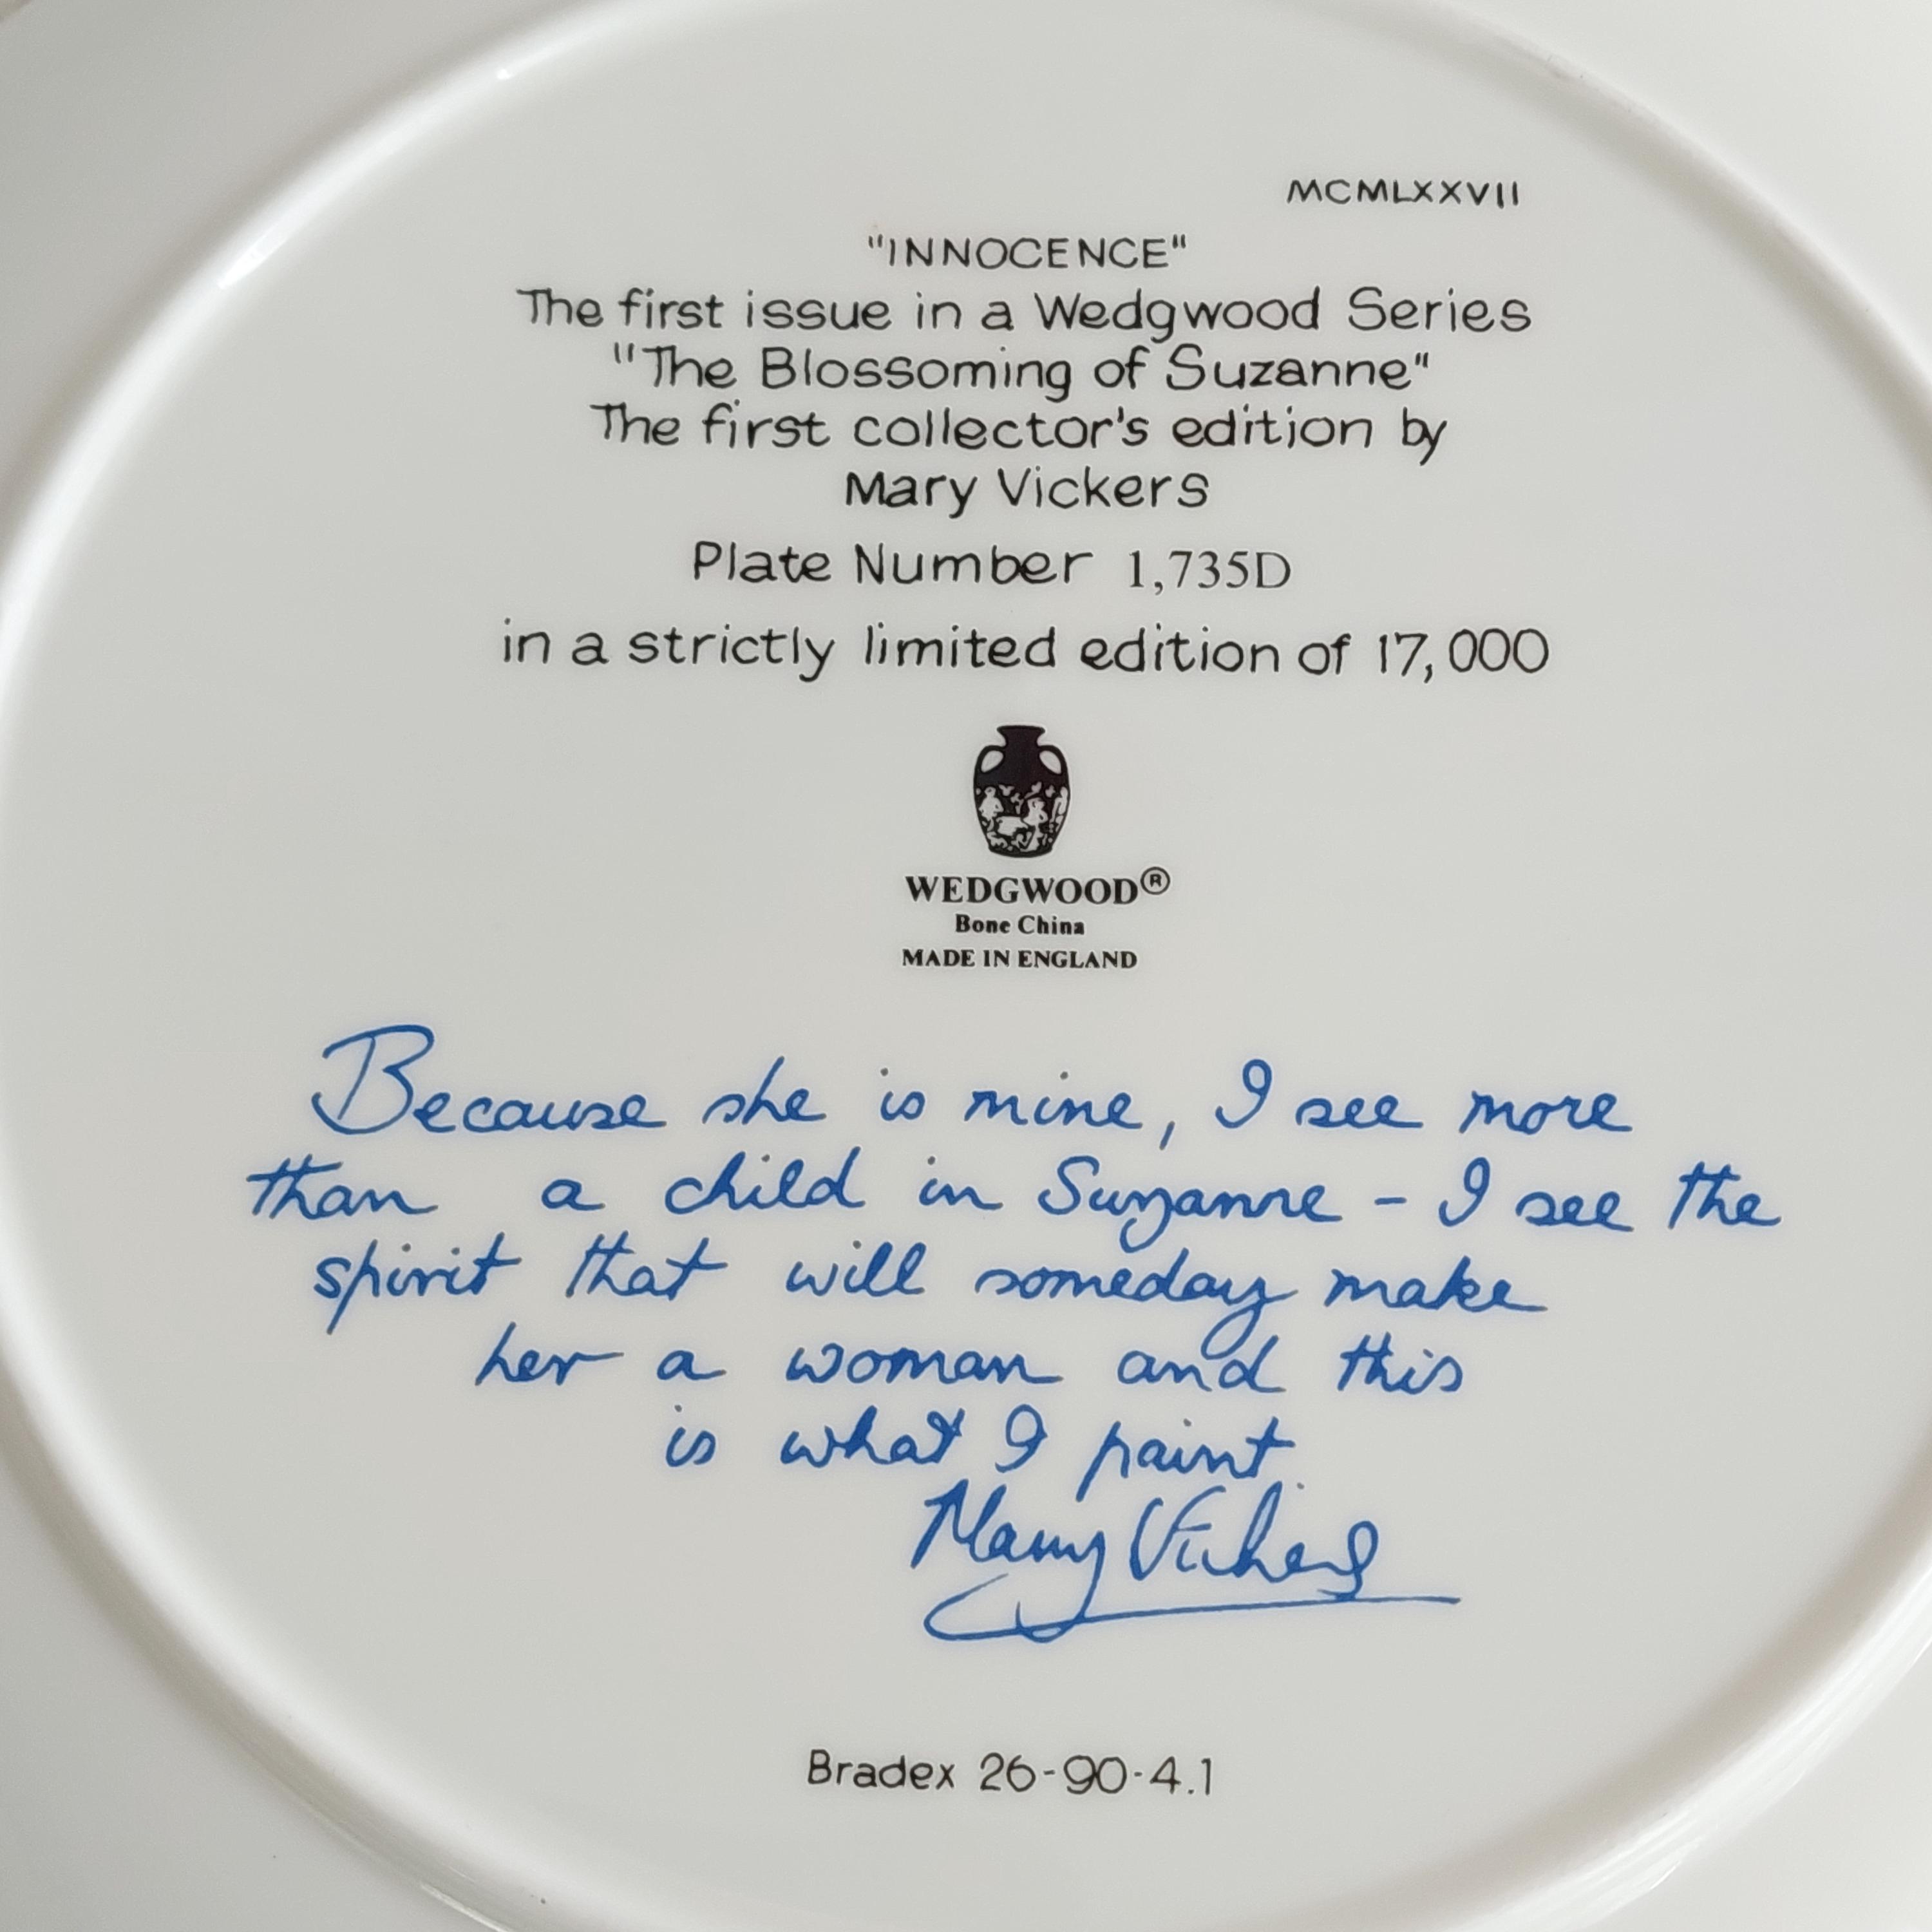 MCMLXXVII
"INNOCENCE"
The first issue in a Wedgwood Series
"The Blossoming of Suzanne"
The first collector's edition by
Mary Vickers
Plate Number 1,735D
in a strictly limited edition of 17,000
WEDGWOOD®
Bone China
MADE IN ENGLAND
Because she is mine, I see more
than a child in Suzanne - I see the
spirit that will someday make
her a woman and this
is what I paint.
Mary Vickers
Bradex 26-90-4.1